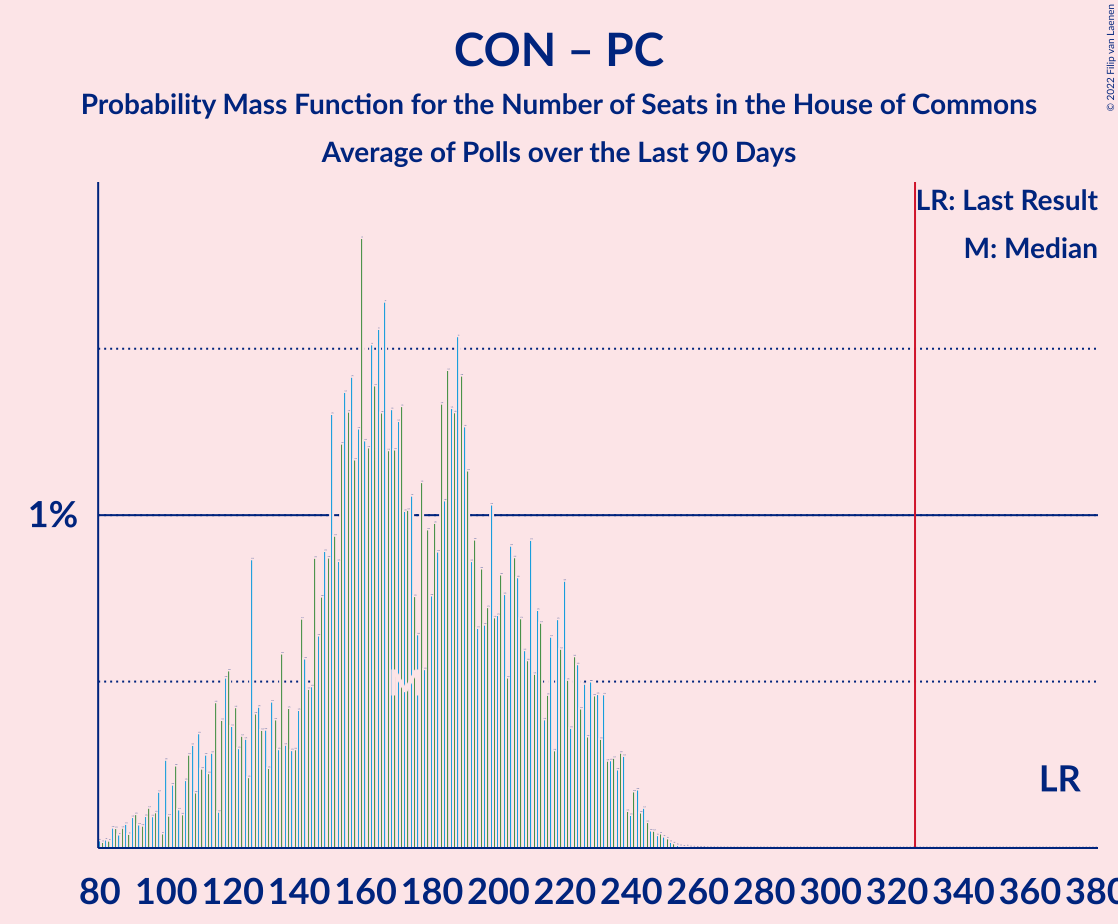 CON – PC
Probability Mass Function for the Number of Seats in the House of Commons
Average of Polls over the Last 90 Days
© 2022 Filip van Laenen
LR: Last Result
M: Median
1%
M
LR
80 100 120 140 160 180 200 220 240 260 280 300 320 340 360 380